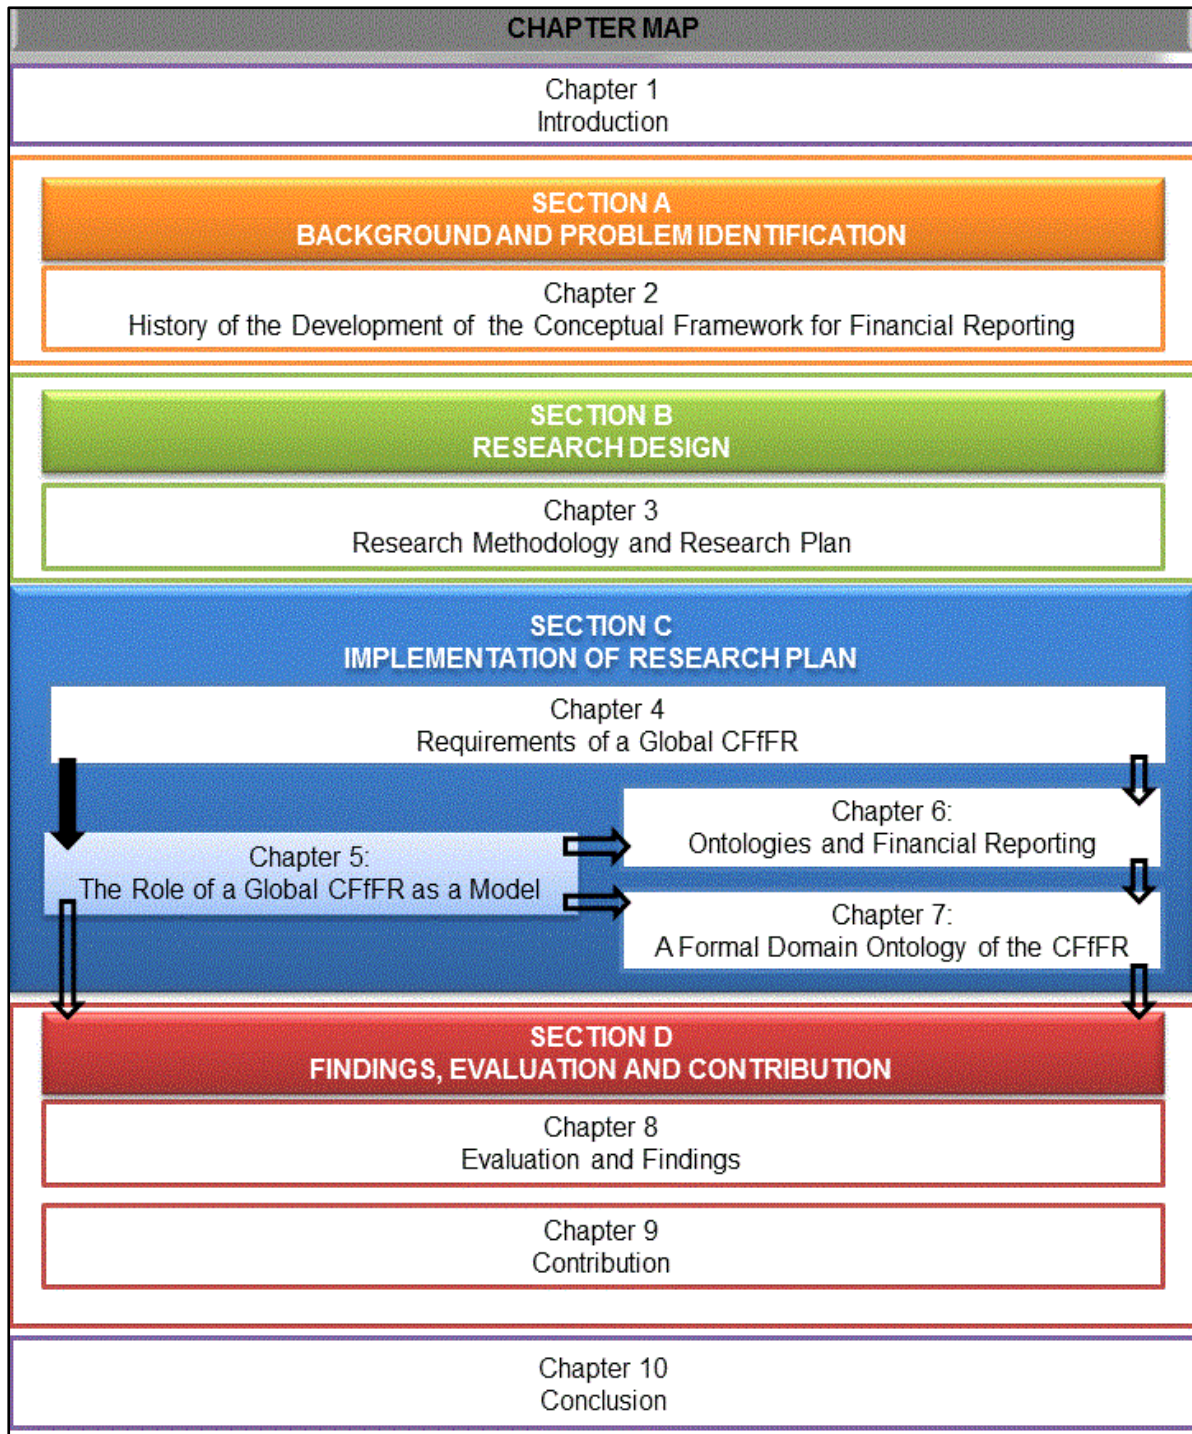 CHAPTER MAP
Chapter 1
Introduction
SECTION A
BACKGROUND AND PROBLEM IDENTIFICATION
Chapter 2
History of the Development of the Conceptual Framework for Financial Reporting
SECTION B
RESEARCH DESIGN
Chapter 3
Research Methodology and Research Plan
SECTION C
IMPLEMENTATION OF RESEARCH PLAN
Chapter 4
Requirements of a Global CFfFR
Chapter 5:
The Role of a Global CFfFR as a Model
Chapter 6:
Ontologies and Financial Reporting
Chapter 7:
A Formal Domain Ontology of the CFfFR
SECTION D
FINDINGS, EVALUATION AND CONTRIBUTION
Chapter 8
Evaluation and Findings
Chapter 9
Contribution
Chapter 10
Conclusion